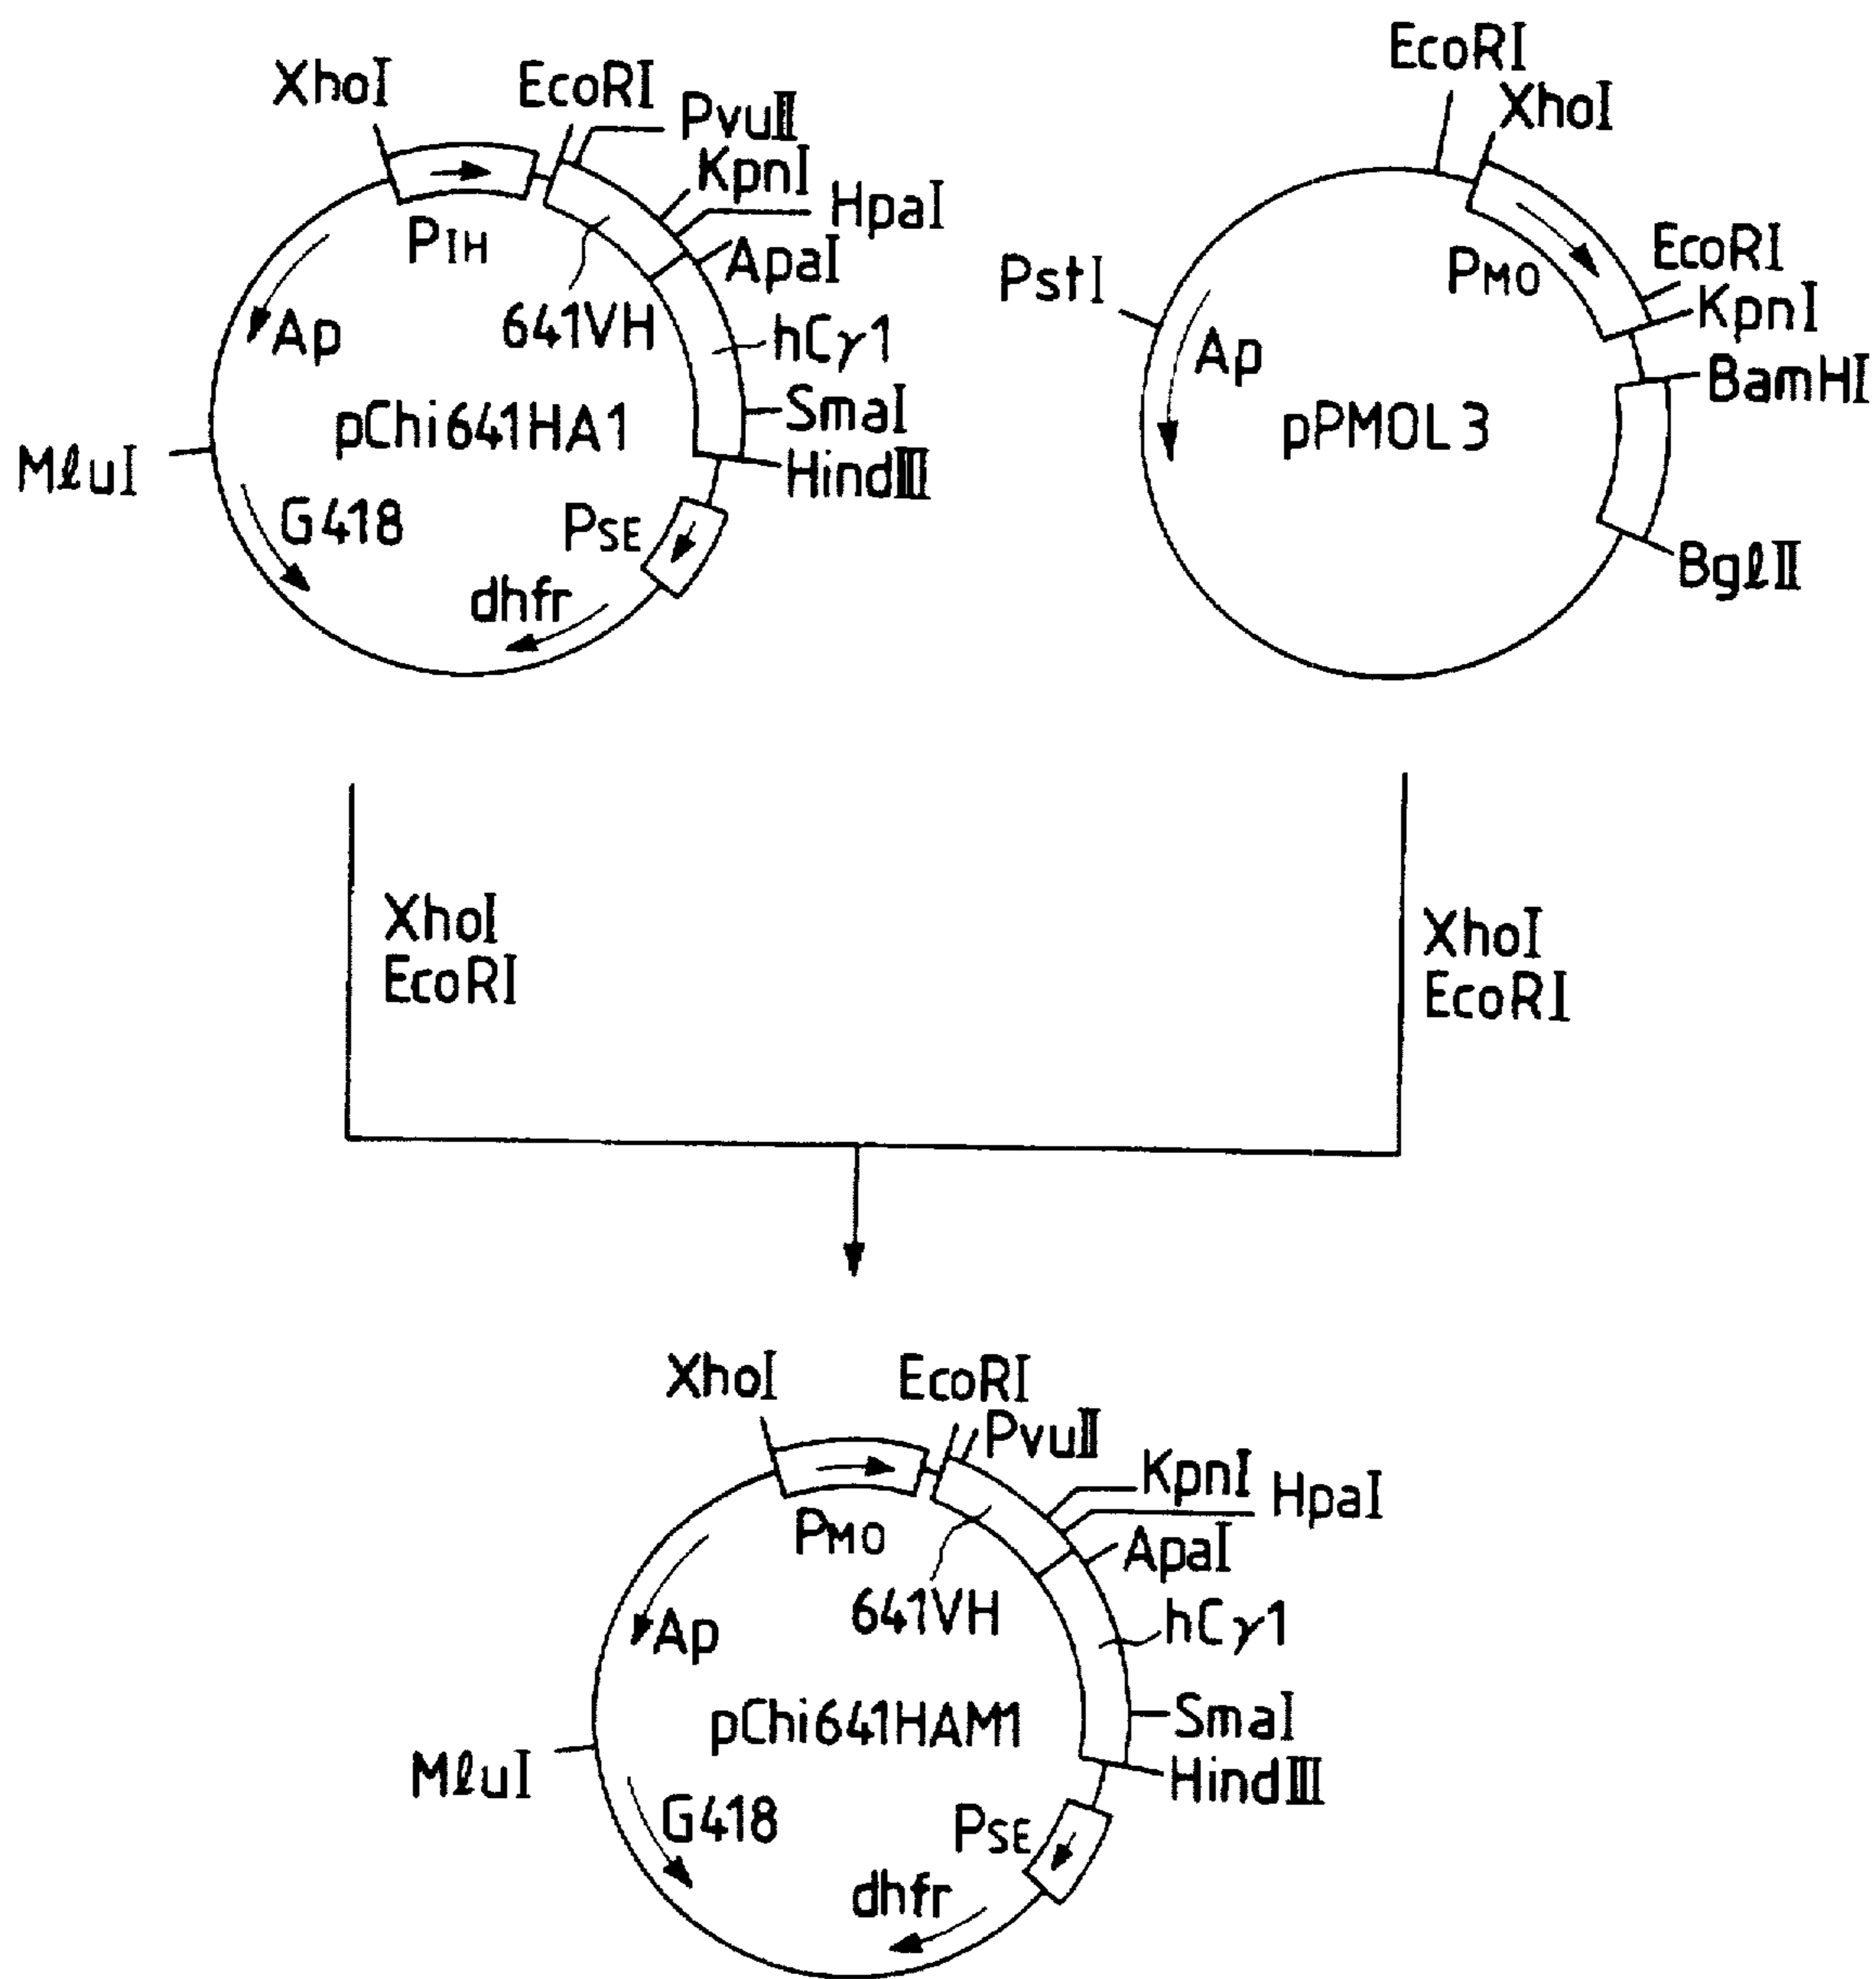 XhoI
EcoRI
PvuII
KpnI
HpaI
ApaI
PIH
641VH
Ap
hCγ1
pChi641HA1
SmaI
HindIII
MluI
G418
PSE
dhfr
EcoRI
XhoI
EcoRI
KpnI
PMO
PstI
Ap
BamHI
pPMOL3
BglII
XhoI
EcoRI
XhoI
EcoRI
XhoI
EcoRI
PvuII
KpnI
HpaI
ApaI
PMO
641VH
Ap
hCγ1
pChi641HAM1
SmaI
HindIII
MluI
G418
PSE
dhfr